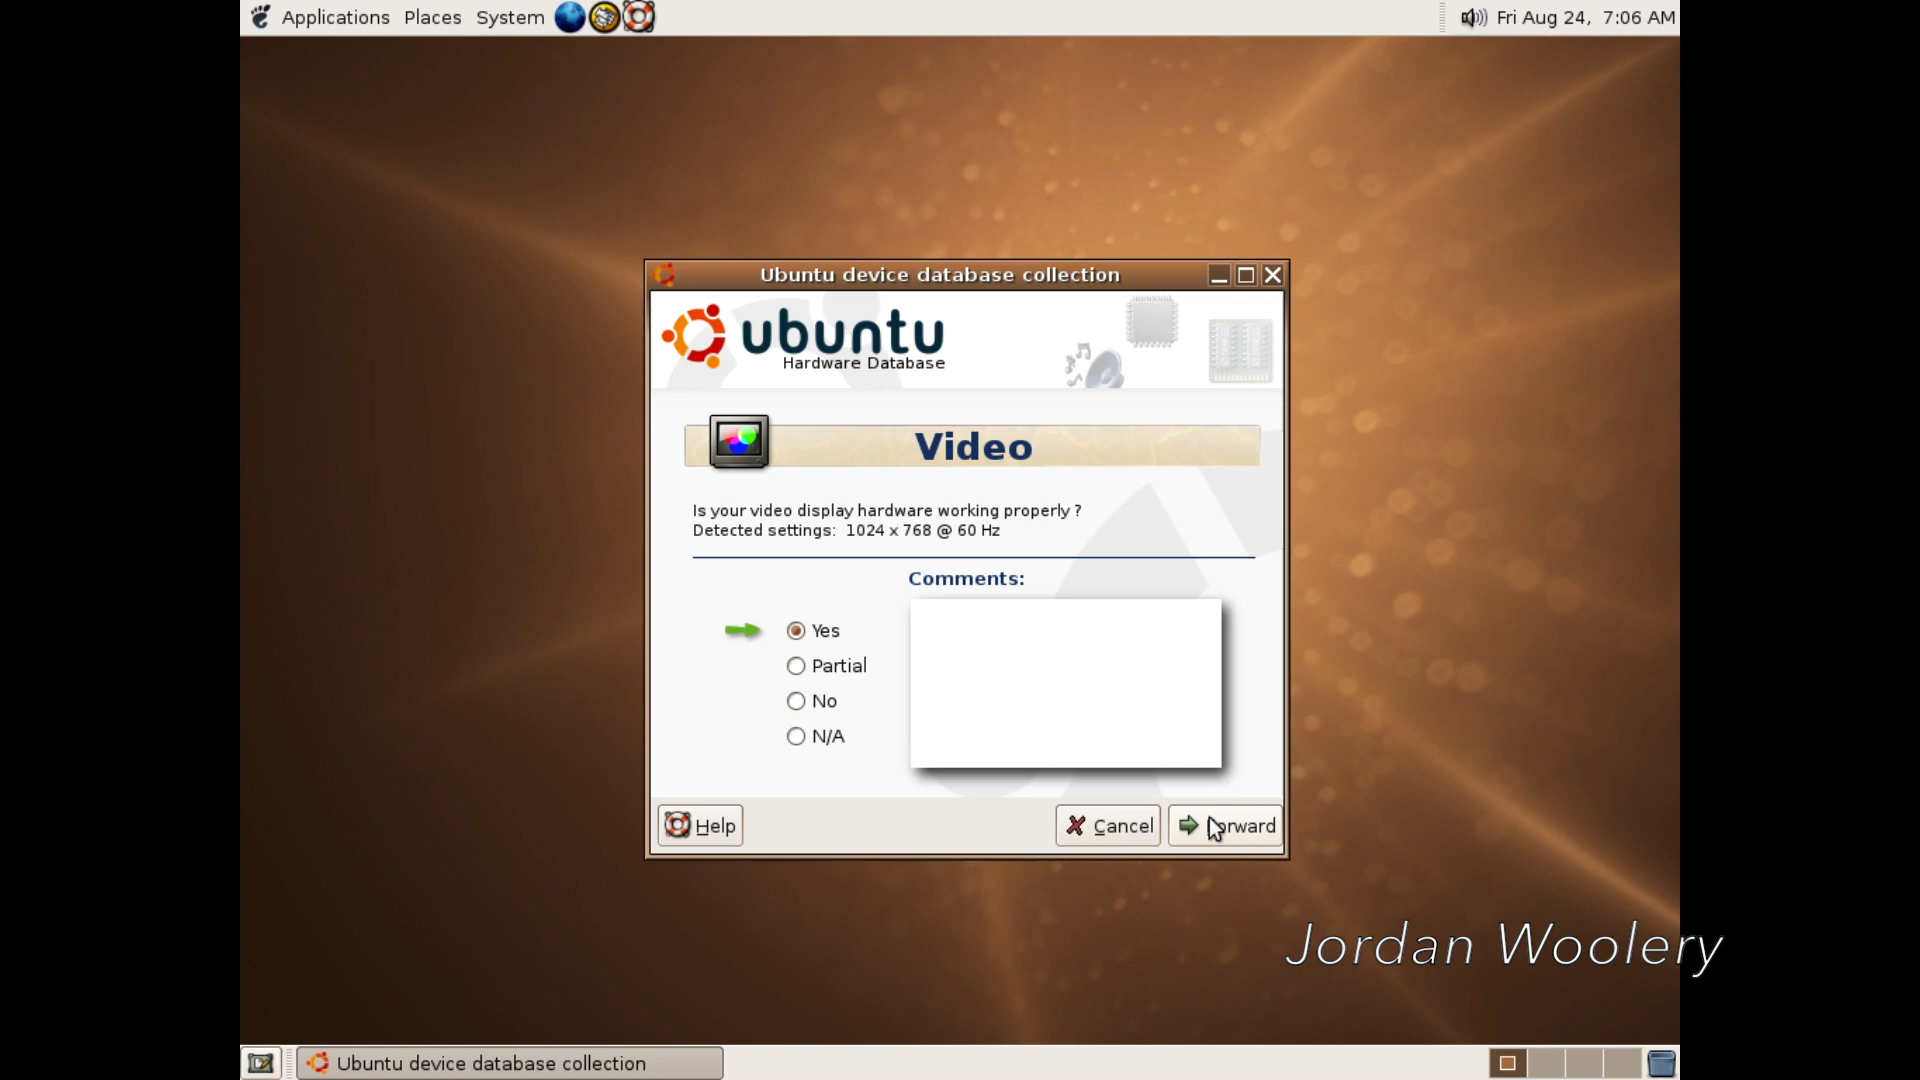 Applications Places System
Fri Aug 24, 7:06 AM
Ubuntu device database collection
ubuntu
Hardware Database
Video
Is your video display hardware working properly ?
Detected settings: 1024 x 768 @ 60 Hz
Comments:
Yes
Partial
No
N/A
Help
Cancel
Forward
Jordan Woolery
Ubuntu device database collection